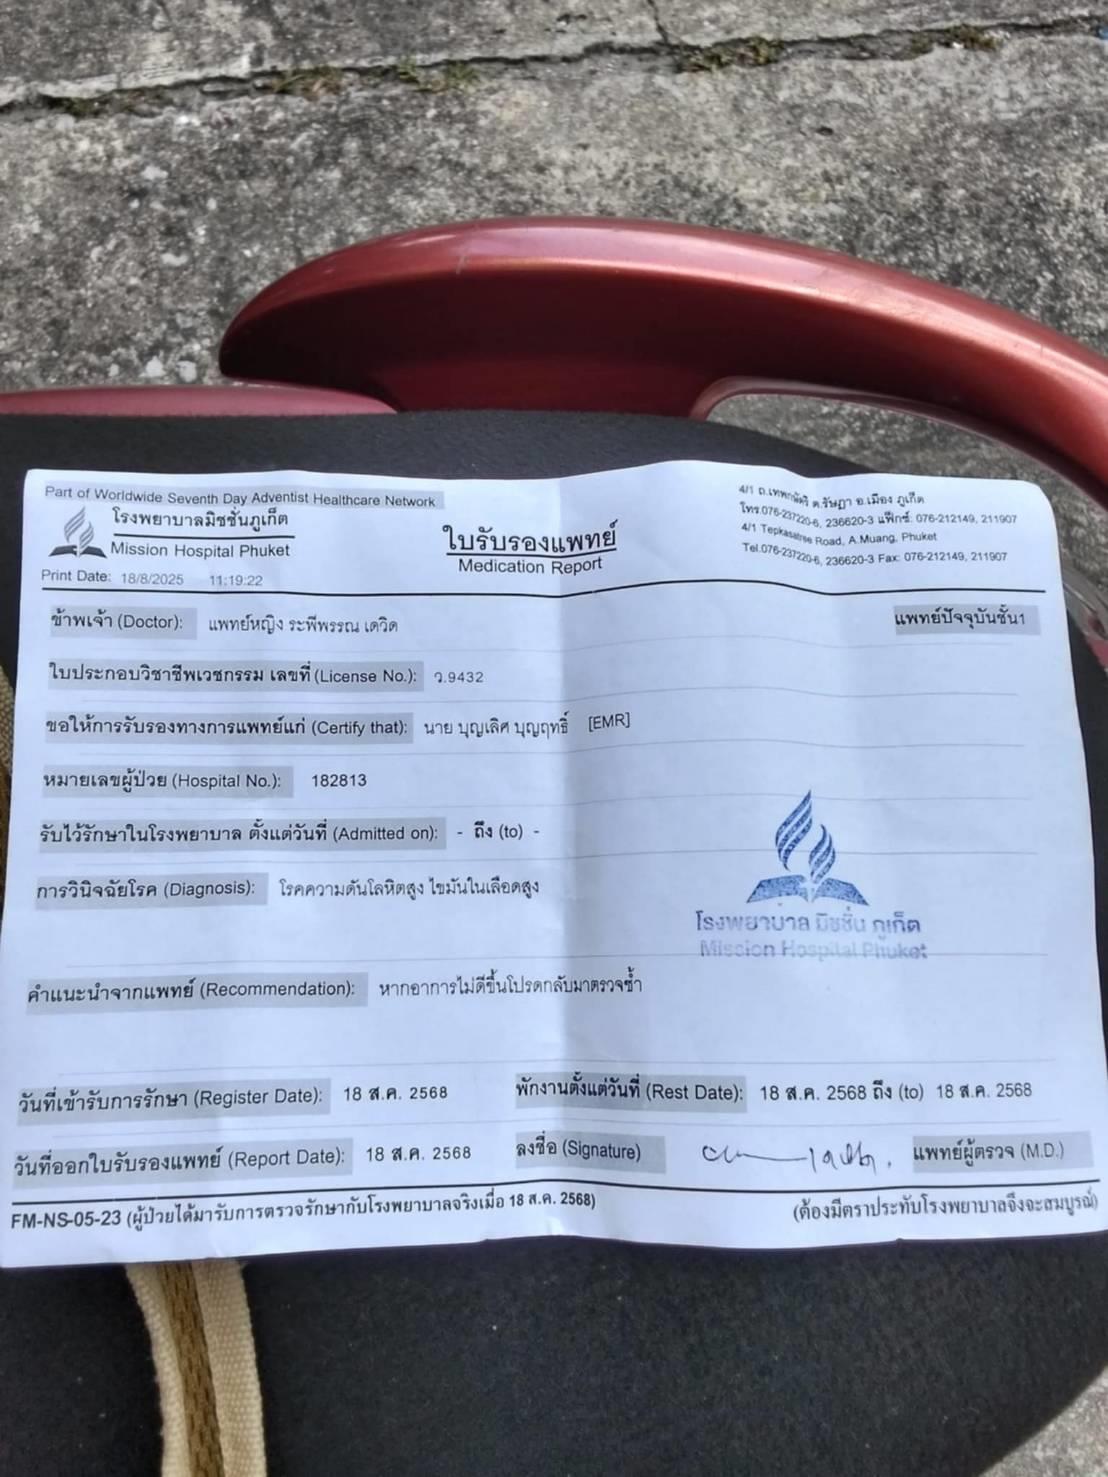 Part of Worldwide Seventh Day Adventist Healthcare Network
โรงพยาบาลมิชชั่นภูเก็ต
Mission Hospital Phuket
Print Date: 18/8/2025 11:19:22
ใบรับรองแพทย์
Medication Report
4/1 ถ.เทพกษัตรี ต.รัษฎา อ.เมือง ภูเก็ต
โทร.076-237220-6, 236620-3 แฟ๊กซ์: 076-212149, 211907
4/1 Tepkasatree Road, A.Muang, Phuket
Tel.076-237220-6, 236620-3 Fax: 076-212149, 211907
ข้าพเจ้า (Doctor): แพทย์หญิง ระพีพรรณ เดวิด แพทย์ปัจจุบันชั้น1
ใบประกอบวิชาชีพเวชกรรม เลขที่ (License No.): ว.9432
ขอให้การรับรองทางการแพทย์แก่ (Certify that): นาย บุญเลิศ บุญฤทธิ์ [EMR]
หมายเลขผู้ป่วย (Hospital No.): 182813
รับไว้รักษาในโรงพยาบาล ตั้งแต่วันที่ (Admitted on): - ถึง (to) -
การวินิจฉัยโรค (Diagnosis): โรคความดันโลหิตสูง ไขมันในเลือดสูง
โรงพยาบาล มิชชั่น ภูเก็ต
Mission Hospital Phuket
คำแนะนำจากแพทย์ (Recommendation): หากอาการไม่ดีขึ้นโปรดกลับมาตรวจซ้ำ
วันที่เข้ารับการรักษา (Register Date): 18 ส.ค. 2568 พักงานตั้งแต่วันที่ (Rest Date): 18 ส.ค. 2568 ถึง (to) 18 ส.ค. 2568
วันที่ออกใบรับรองแพทย์ (Report Date): 18 ส.ค. 2568 ลงชื่อ (Signature) แพทย์ผู้ตรวจ (M.D.)
FM-NS-05-23 (ผู้ป่วยได้มารับการตรวจรักษากับโรงพยาบาลจริงเมื่อ 18 ส.ค. 2568) (ต้องมีตราประทับโรงพยาบาลจึงจะสมบูรณ์)